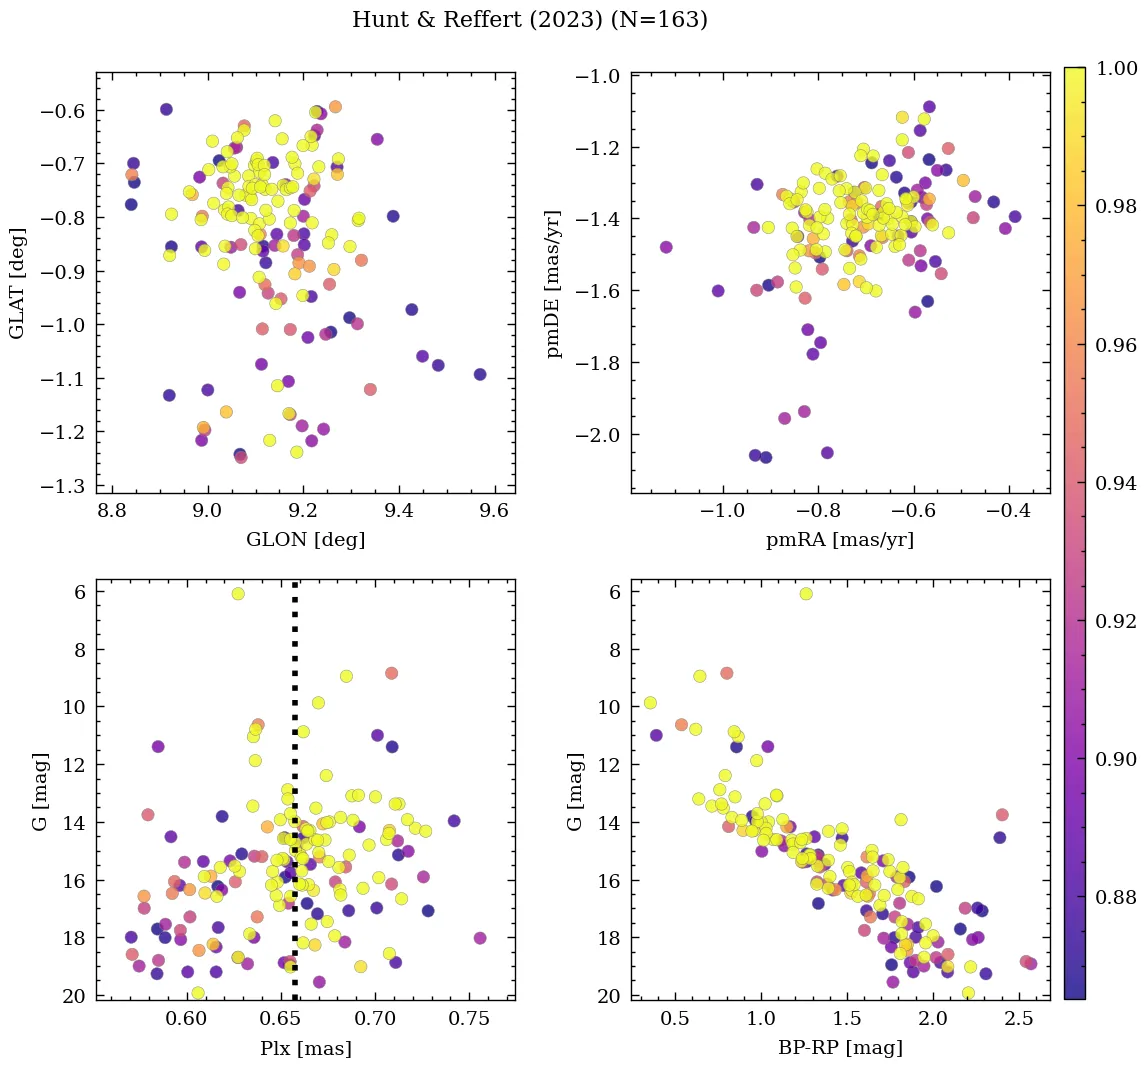 Hunt & Reffert (2023) (N=163)
−0.6
−0.7
−0.8
−0.9
−1.0
−1.1
−1.2
−1.3
GLAT [deg]
8.8 9.0 9.2 9.4 9.6
GLON [deg]
−1.0
−1.2
−1.4
−1.6
−1.8
−2.0
pmDE [mas/yr]
−1.0 −0.8 −0.6 −0.4
pmRA [mas/yr]
6
8
10
12
14
16
18
20
G [mag]
0.60 0.65 0.70 0.75
Plx [mas]
6
8
10
12
14
16
18
20
G [mag]
0.5 1.0 1.5 2.0 2.5
BP-RP [mag]
1.00
0.98
0.96
0.94
0.92
0.90
0.88